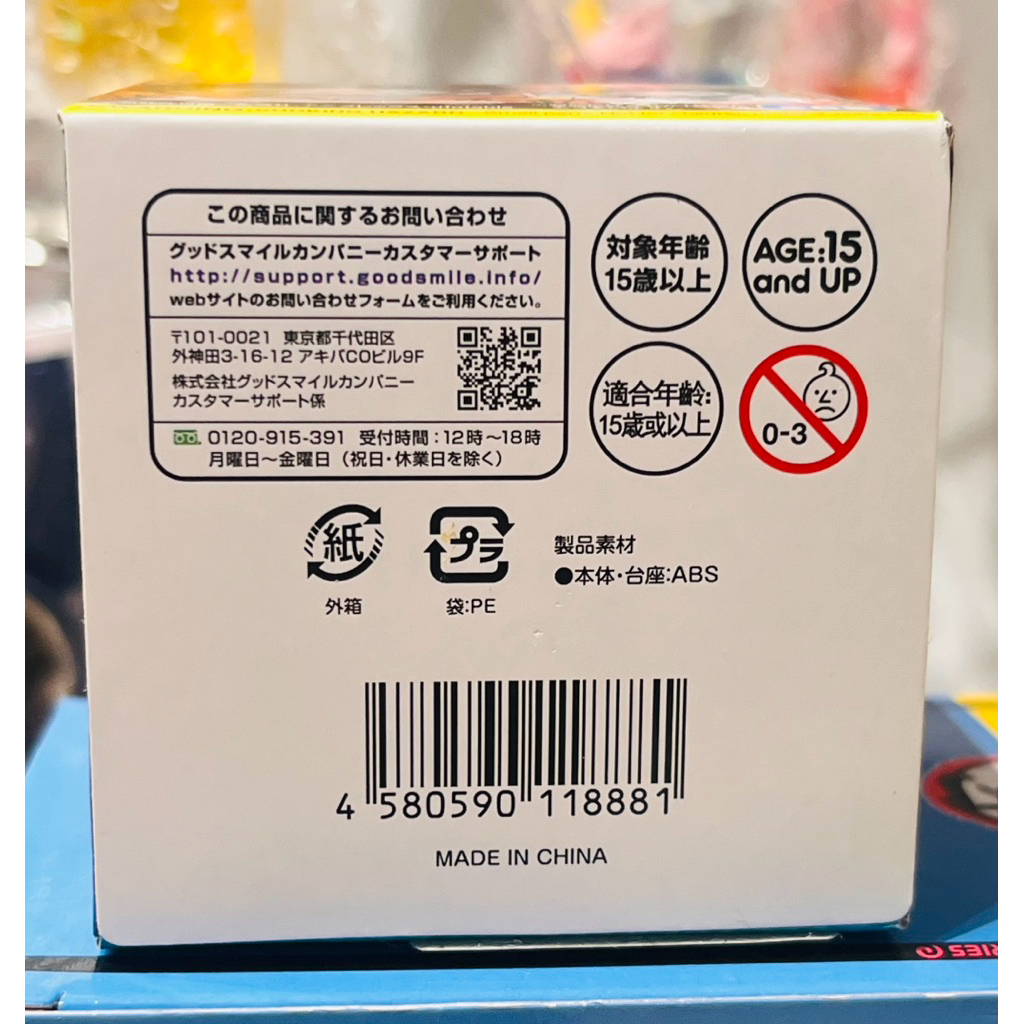 この商品に関するお問い合わせ
グッドスマイルカンパニーカスタマーサポート
http://support.goodsmile.info/
webサイトのお問い合わせフォームをご利用ください。
〒101-0021 東京都千代田区
外神田3-16-12 アキバCOビル9F
株式会社グッドスマイルカンパニー
カスタマーサポート係
0120-915-391 受付時間：12時～18時
月曜日～金曜日（祝日・休業日を除く）
対象年齢
15歳以上
AGE:15
and UP
適合年齡:
15歲或以上
0-3
紙
外箱
プラ
袋:PE
製品素材
●本体・台座:ABS
4 580590 118881
MADE IN CHINA
RIES